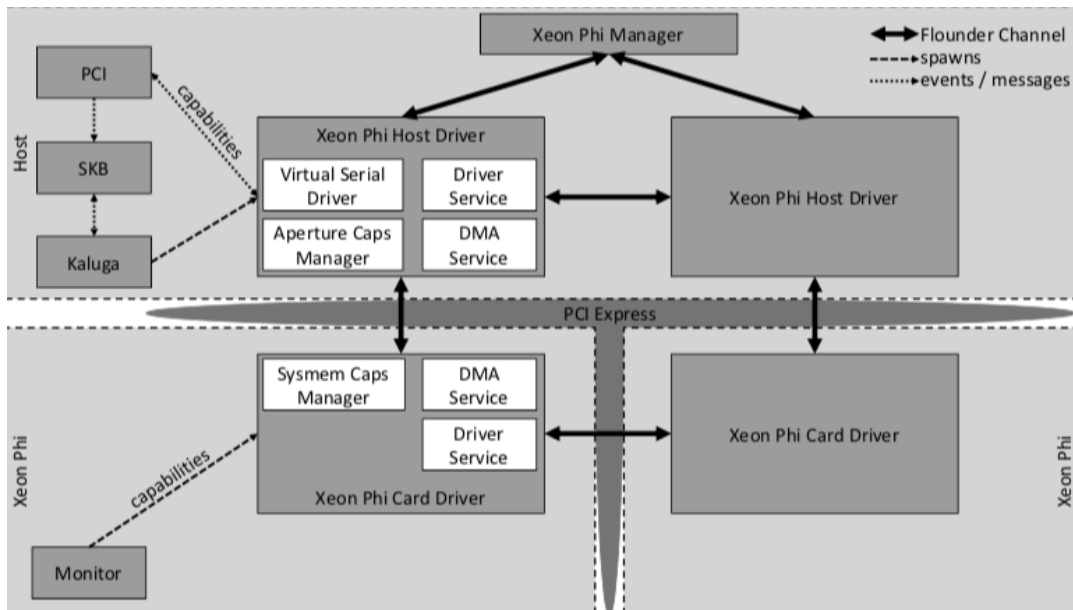 Xeon Phi Manager
Flounder Channel
spawns
events / messages
PCI
capabilities
Host
SKB
Kaluga
Xeon Phi Host Driver
Virtual Serial
Driver
Driver
Service
Aperture Caps
Manager
DMA
Service
Xeon Phi Host Driver
PCI Express
Sysmem Caps
Manager
DMA
Service
Driver
Service
Xeon Phi Card Driver
Xeon Phi Card Driver
Xeon Phi
capabilities
Monitor
Xeon Phi